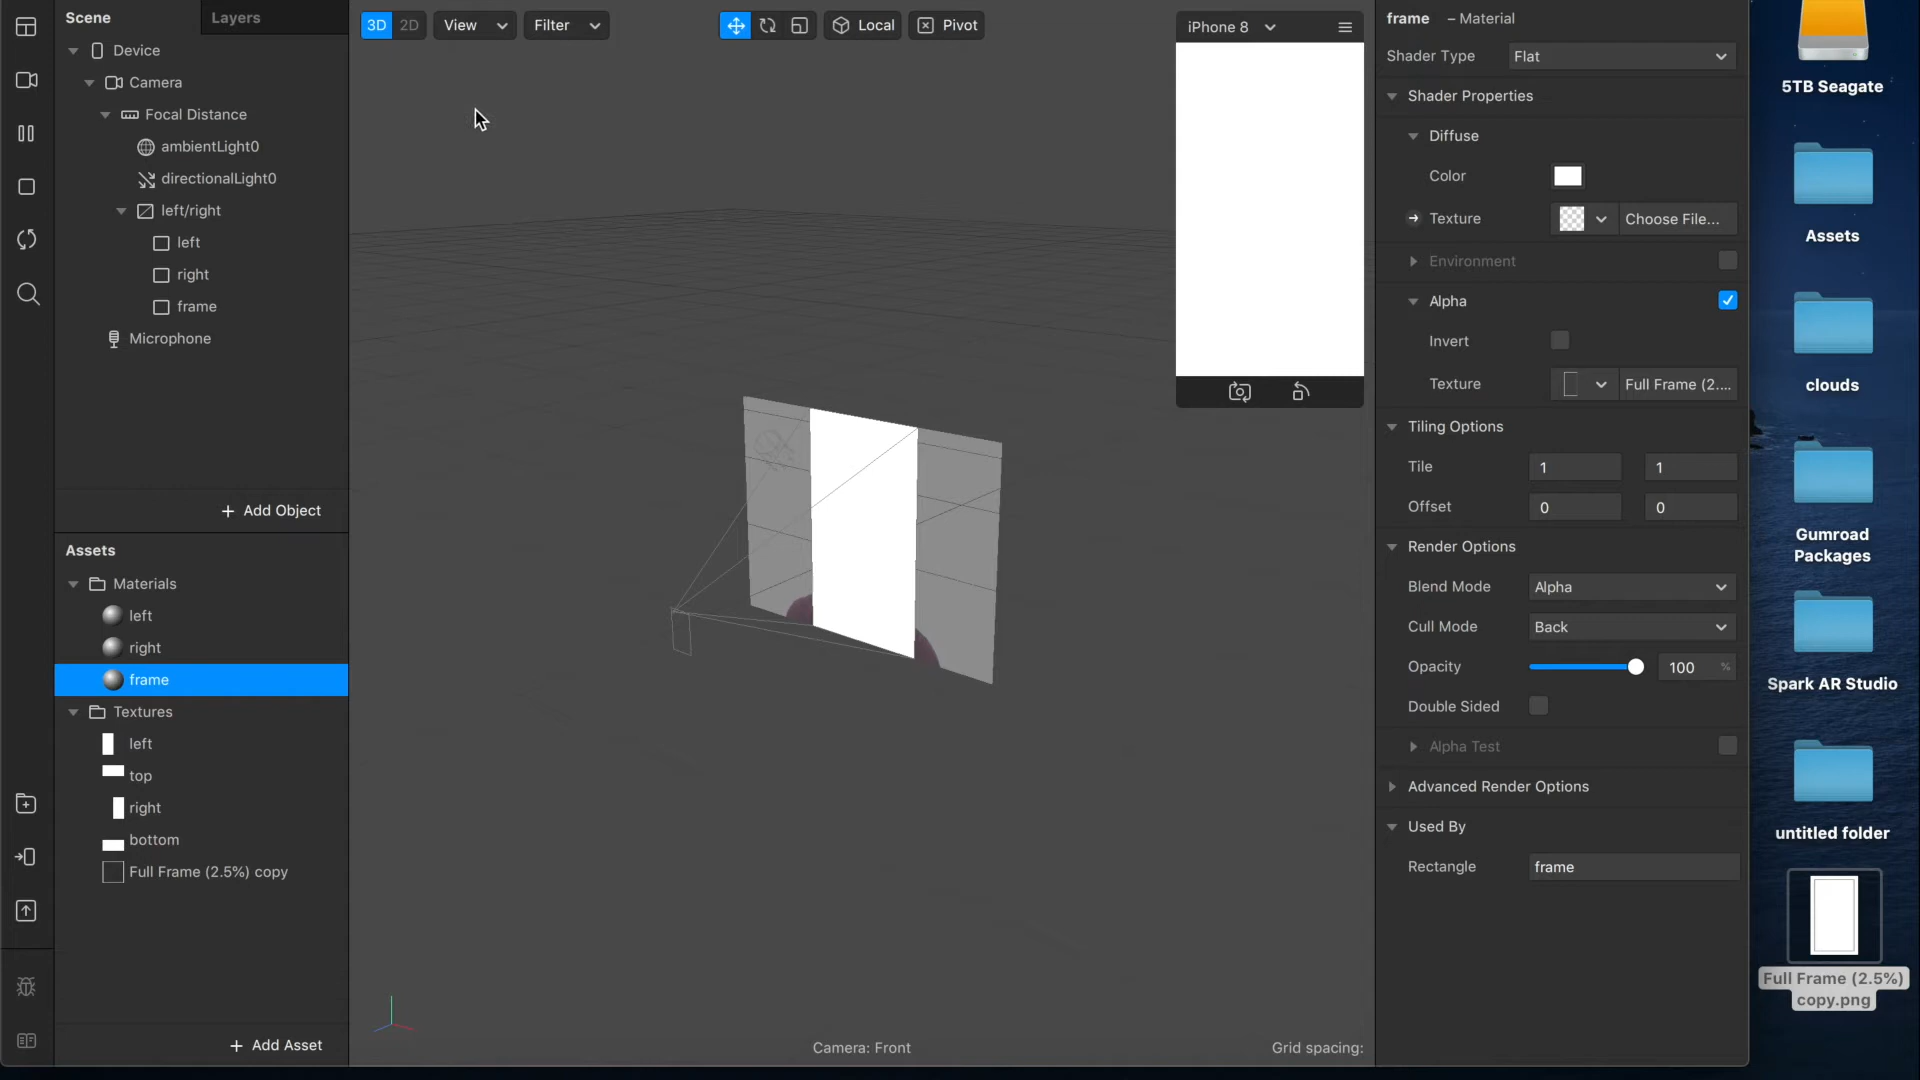 Scene
Layers
Device
Camera
Focal Distance
ambientLight0
directionalLight0
left/right
left
right
frame
Microphone
+ Add Object
Assets
Materials
left
right
frame
Textures
left
top
right
bottom
Full Frame (2.5%) copy
+ Add Asset
3D 2D View Filter
Local Pivot
iPhone 8
Camera: Front
Grid spacing:
frame – Material
Shader Type Flat
Shader Properties
Diffuse
Color
Texture Choose File...
Environment
Alpha
Invert
Texture Full Frame (2....
Tiling Options
Tile 1 1
Offset 0 0
Render Options
Blend Mode Alpha
Cull Mode Back
Opacity 100 %
Double Sided
Alpha Test
Advanced Render Options
Used By
Rectangle frame
5TB Seagate
Assets
clouds
Gumroad
Packages
Spark AR Studio
untitled folder
Full Frame (2.5%)
copy.png